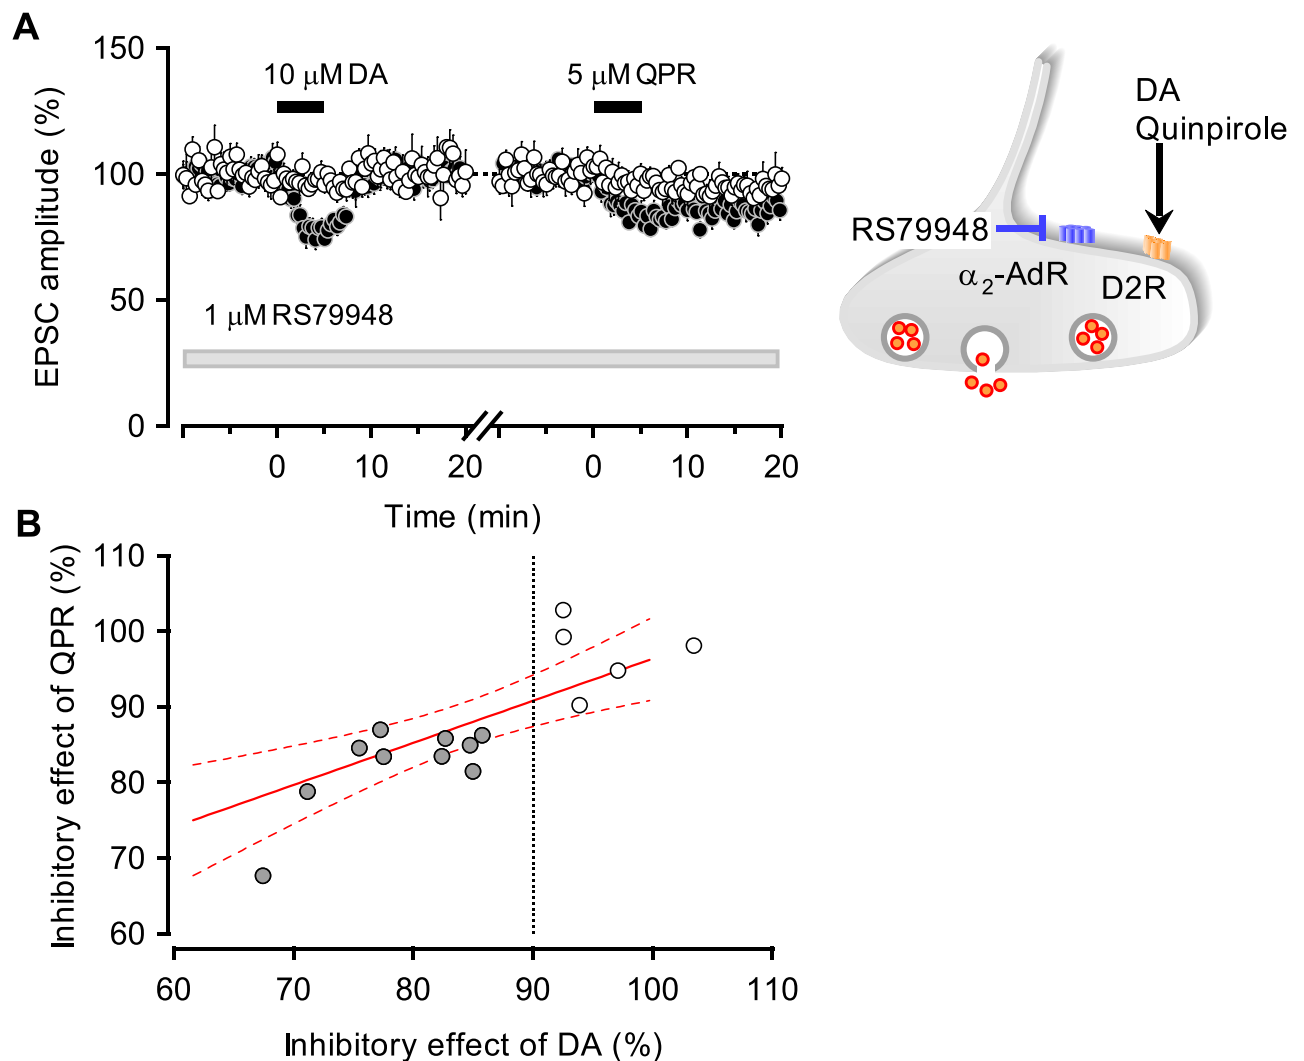 A
150
100
50
0
EPSC amplitude (%)
10 μM DA
5 μM QPR
1 μM RS79948
0
10
20
0
10
20
Time (min)
DA
Quinpirole
RS79948
α2-AdR
D2R
B
110
100
90
80
70
60
Inhibitory effect of QPR (%)
60
70
80
90
100
110
Inhibitory effect of DA (%)